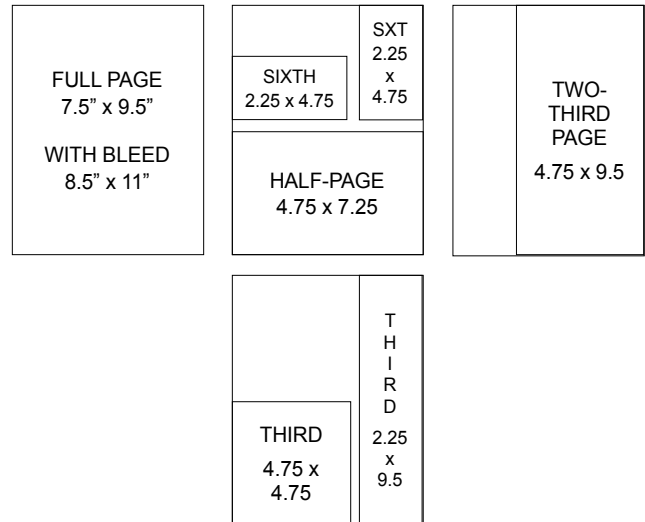 FULL PAGE
7.5” x 9.5”
WITH BLEED
8.5” x 11”
SIXTH
2.25 x 4.75
SXT
2.25
x
4.75
HALF-PAGE
4.75 x 7.25
TWO-
THIRD
PAGE
4.75 x 9.5
THIRD
4.75 x
4.75
T
H
I
R
D
2.25
x
9.5